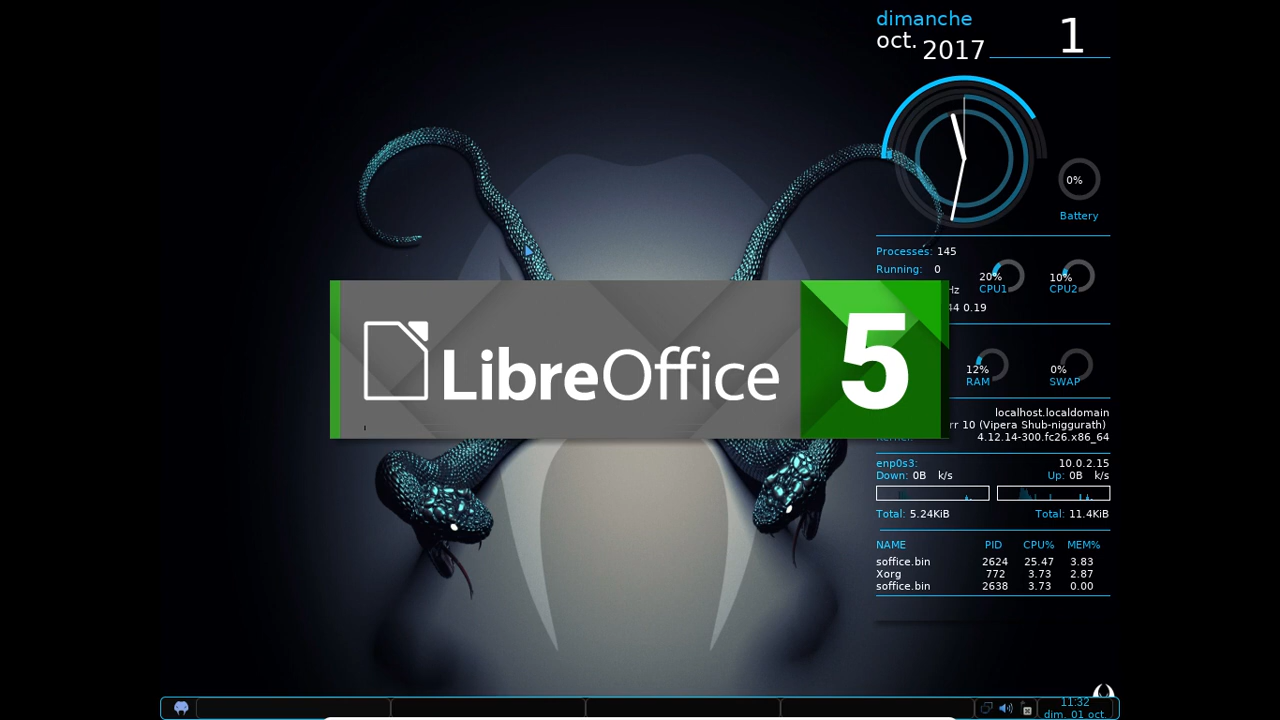 dimanche
oct. 2017 1
0%
Battery
Processes: 145
Running: 0
20%
CPU1
10%
CPU2
Hz
44 0.19
LibreOffice 5
12%
RAM
0%
SWAP
localhost.localdomain
rr 10 (Vipera Shub-niggurath)
Kernel: 4.12.14-300.fc26.x86_64
enp0s3: 10.0.2.15
Down: 0B k/s Up: 0B k/s
Total: 5.24KiB Total: 11.4KiB
NAME PID CPU% MEM%
soffice.bin 2624 25.47 3.83
Xorg 772 3.73 2.87
soffice.bin 2638 3.73 0.00
11:32
dim. 01 oct.